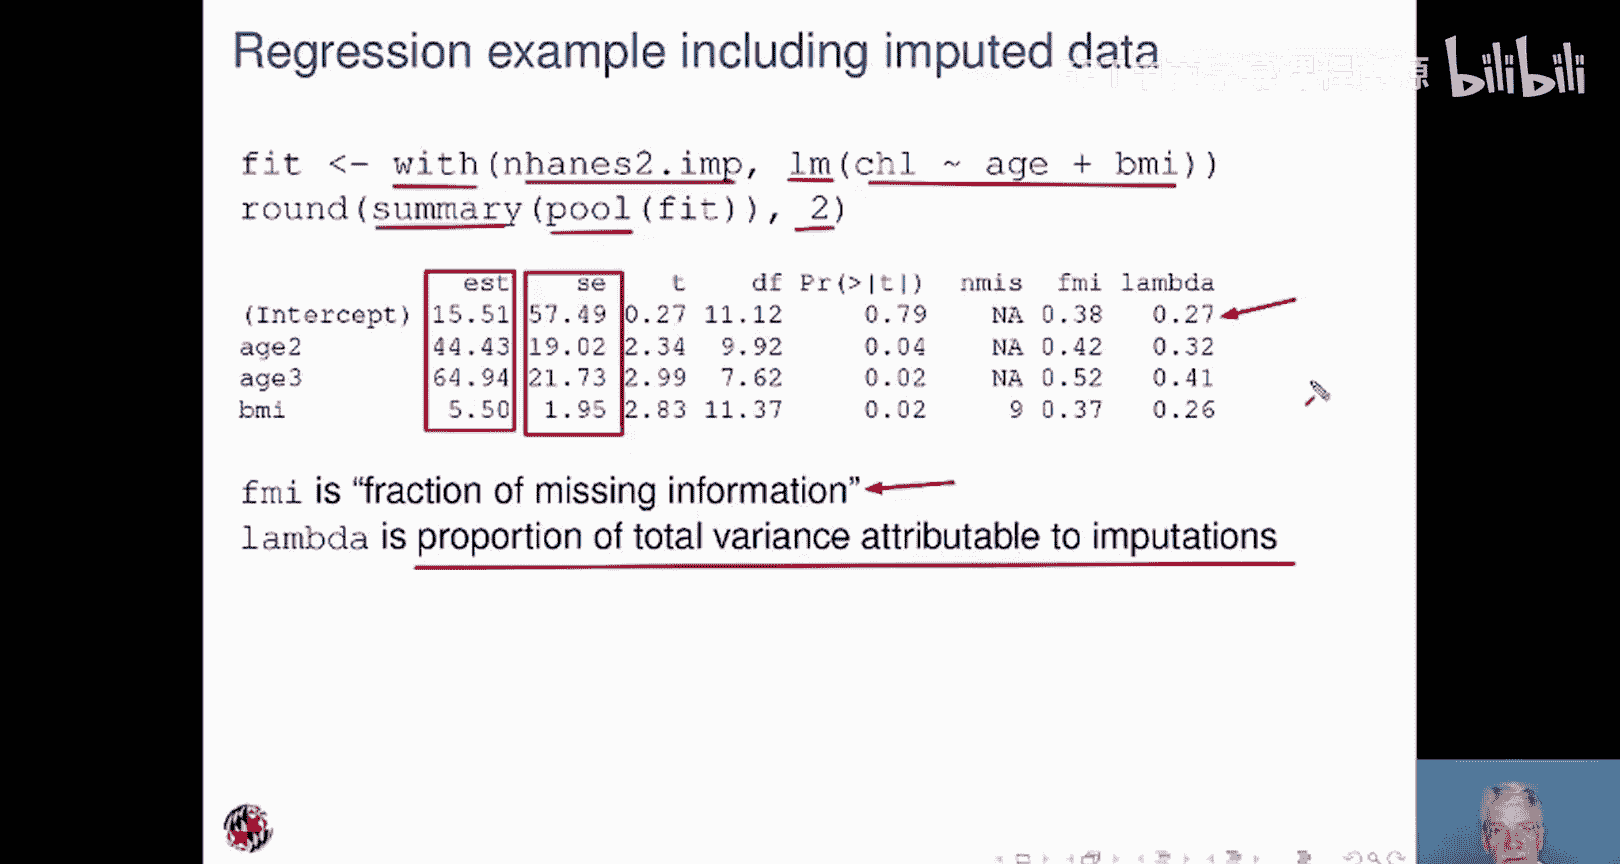 Regression example including imputed data
bilibili
fit <- with(nhanes2.imp, lm(chl ~ age + bmi))
round(summary(pool(fit)), 2)
est se t df Pr(>|t|) nmis fmi lambda
(Intercept) 15.51 57.49 0.27 11.12 0.79 NA 0.38 0.27
age2 44.43 19.02 2.34 9.92 0.04 NA 0.42 0.32
age3 64.94 21.73 2.99 7.62 0.02 NA 0.52 0.41
bmi 5.50 1.95 2.83 11.37 0.02 9 0.37 0.26
fmi is “fraction of missing information”
lambda is proportion of total variance attributable to imputations